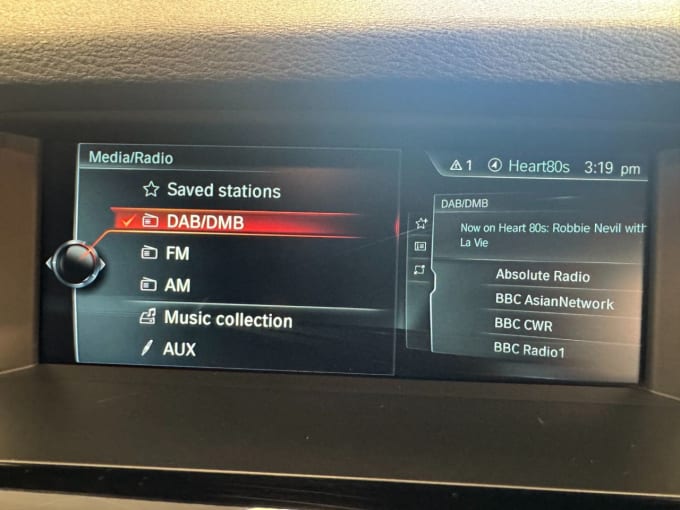 Media/Radio
Saved stations
DAB/DMB
FM
AM
Music collection
AUX
1 Heart80s 3:19 pm
DAB/DMB
Now on Heart 80s: Robbie Nevil with
La Vie
Absolute Radio
BBC AsianNetwork
BBC CWR
BBC Radio1